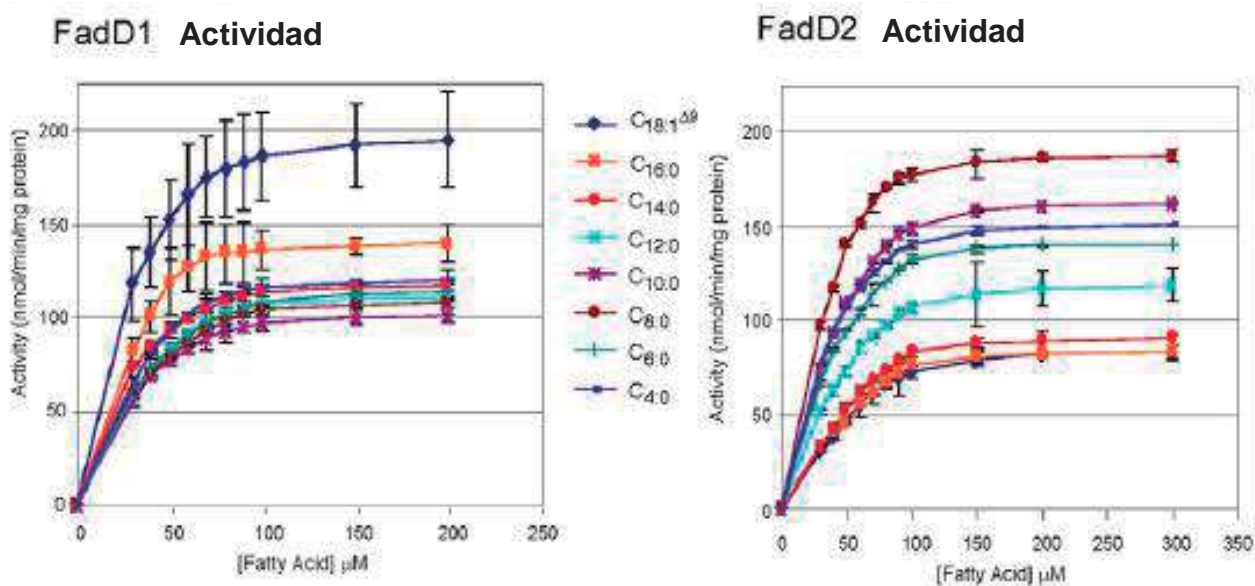 FadD1 Actividad
Activity (nmol/min/mg protein)
200
150
100
50
0
0 50 100 150 200 250
[Fatty Acid] μM
C18:1Δ9
C16:0
C14:0
C12:0
C10:0
C8:0
C6:0
C4:0
FadD2 Actividad
Activity (nmol/min/mg protein)
200
150
100
50
0
0 50 100 150 200 250 300 350
[Fatty Acid] μM